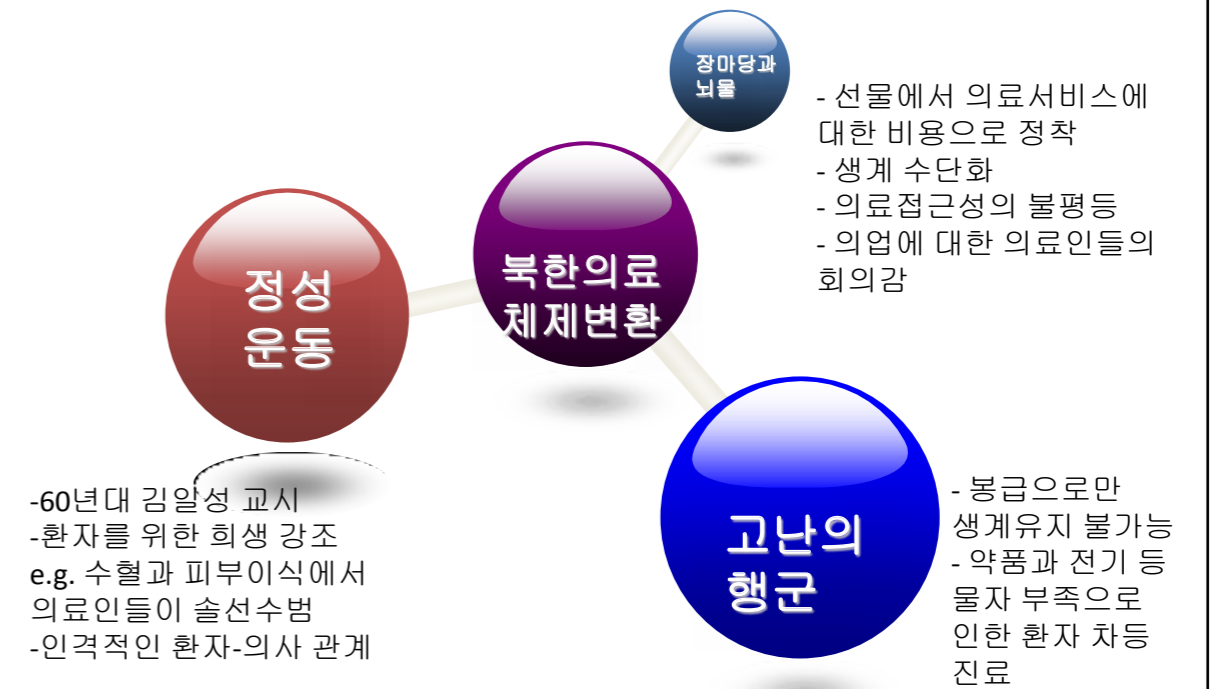 장마당과
뇌물
- 선물에서 의료서비스에
대한 비용으로 정착
- 생계 수단화
- 의료접근성의 불평등
- 의업에 대한 의료인들의
회의감
북한의료
체제변환
정성
운동
-60년대 김일성 교시
-환자를 위한 희생 강조
e.g. 수혈과 피부이식에서
의료인들이 솔선수범
-인격적인 환자-의사 관계
고난의
행군
- 봉급으로만
생계유지 불가능
- 약품과 전기 등
물자 부족으로
인한 환자 차등
진료